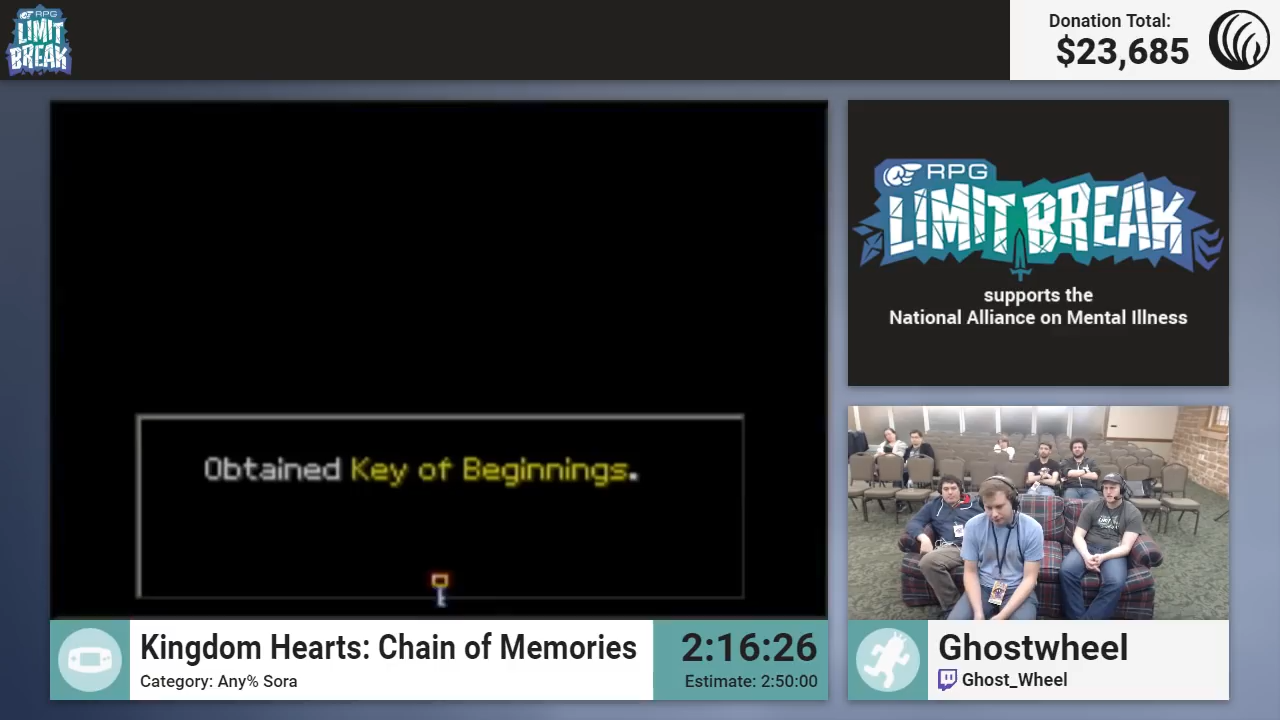 RPG
LIMIT
BREAK
Donation Total:
$23,685
RPG
LIMIT BREAK
supports the
National Alliance on Mental Illness
Obtained Key of Beginnings.
Kingdom Hearts: Chain of Memories
Category: Any% Sora
2:16:26
Estimate: 2:50:00
Ghostwheel
Ghost_Wheel